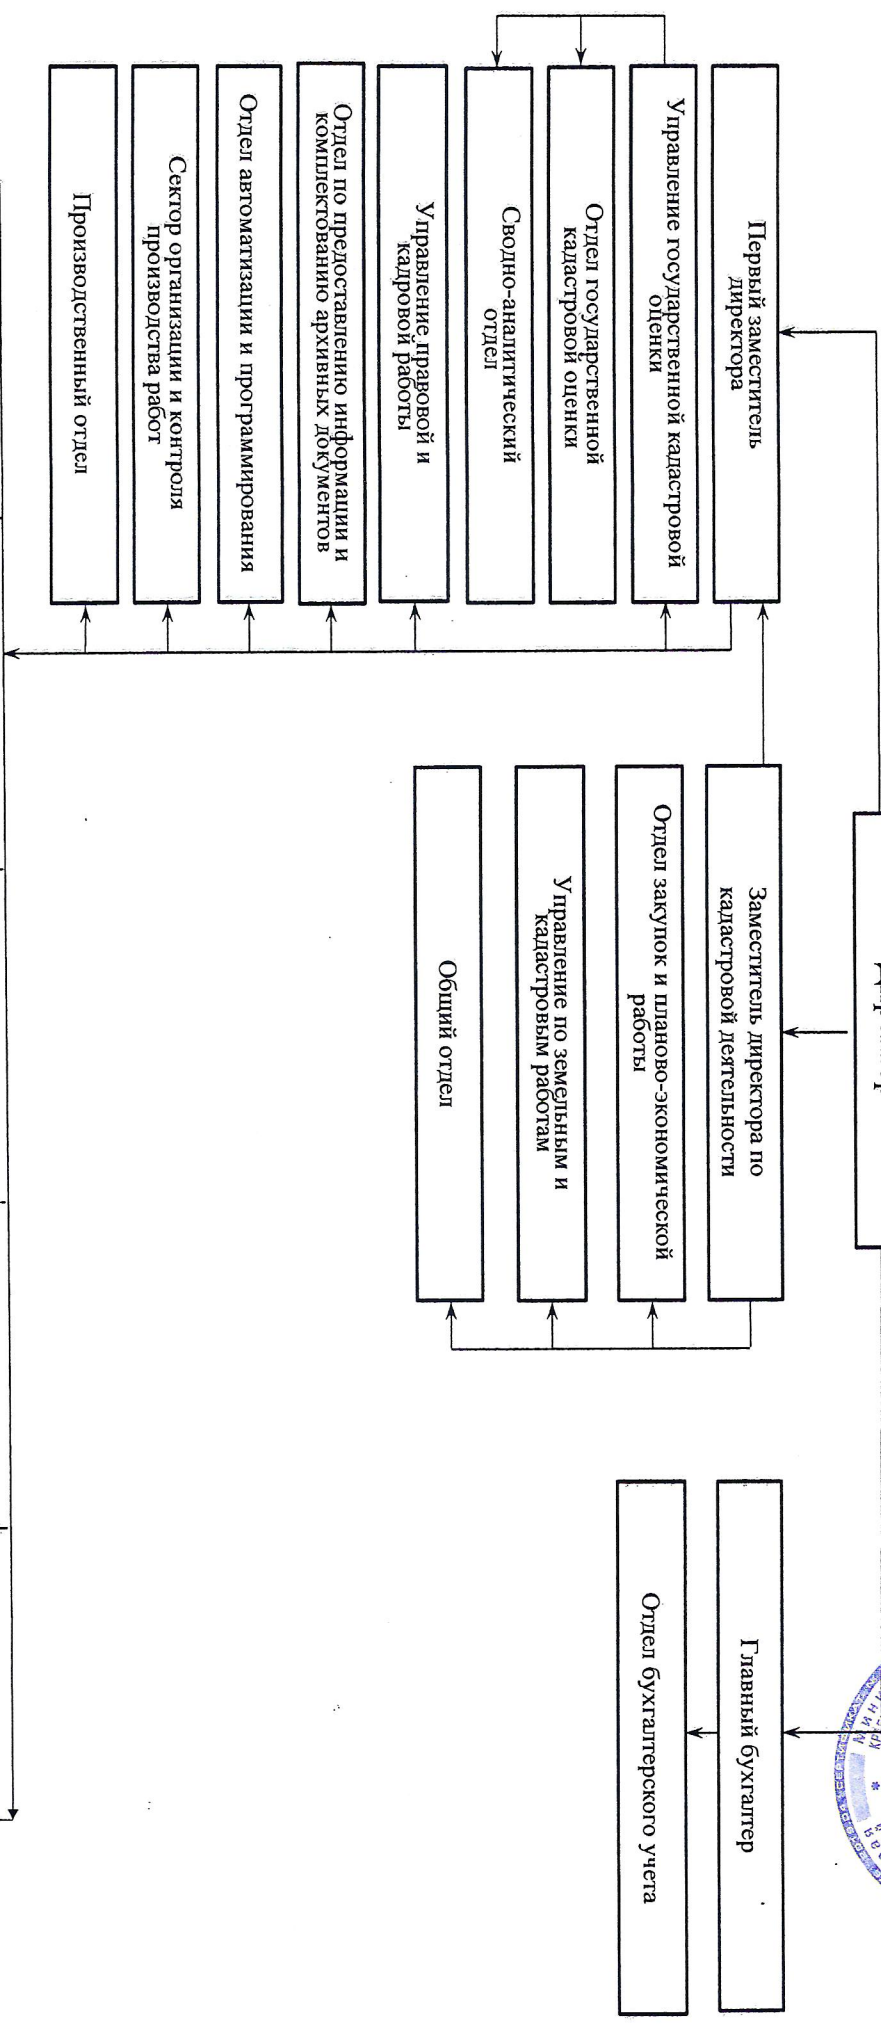 Первый заместитель
директора
Управление государственной кадастровой
оценки
Отдел государственной
кадастровой оценки
Сводно-аналитический
отдел
Управление правовой и
кадровой работы
Отдел по предоставлению информации и
комплектованию архивных документов
Отдел автоматизации и программирования
Сектор организации и контроля
производства работ
Производственный отдел
Заместитель директора по
кадастровой деятельности
Отдел закупок и планово-экономической
работы
Управление по земельным и
кадастровым работам
Общий отдел
Главный бухгалтер
Отдел бухгалтерского учета